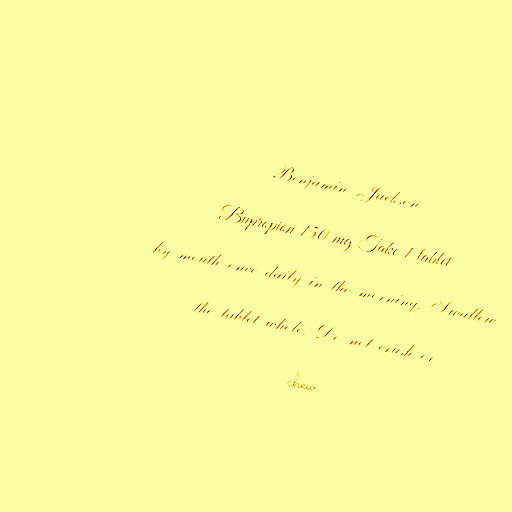 Benjamin Jackson
Bupropion 150 mg Take 1 tablet
by mouth once daily in the morning. Swallow
the tablet whole. Do not crush or
chew.